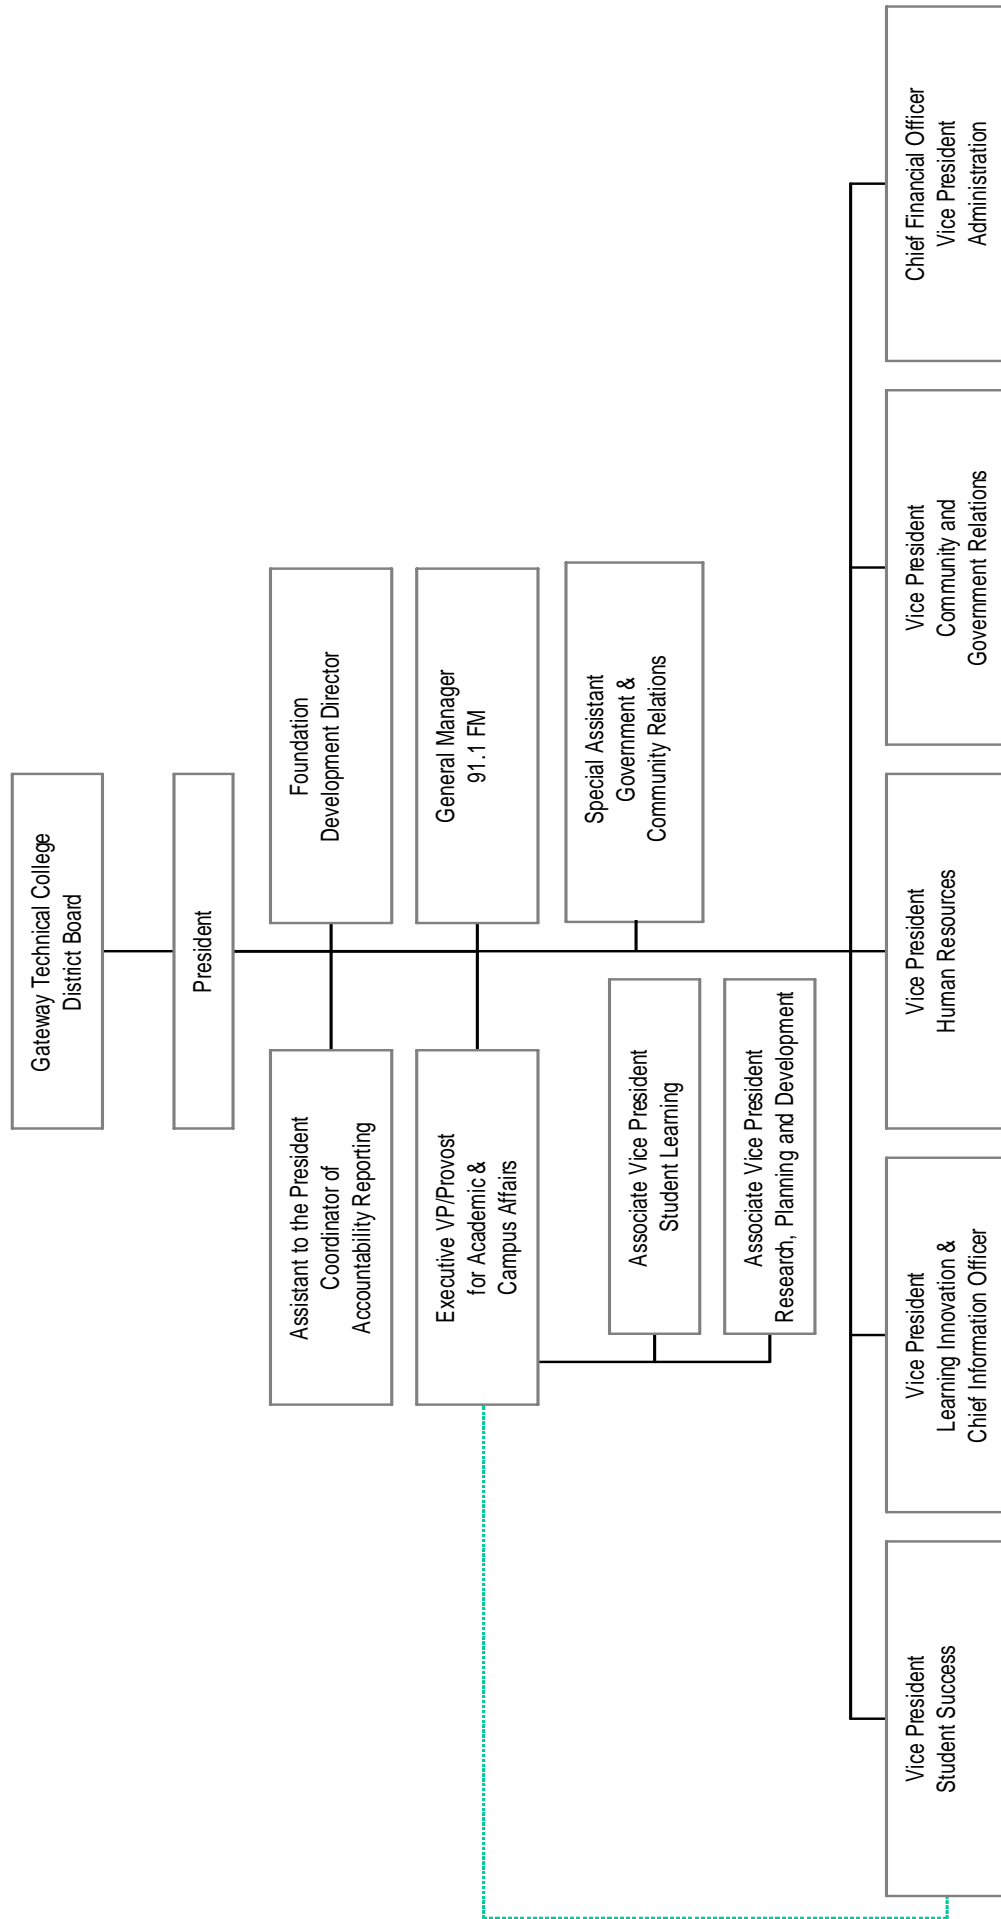 Gateway Technical College
District Board
President
Assistant to the President
Coordinator of
Accountability Reporting
Foundation
Development Director
Executive VP/Provost
for Academic &
Campus Affairs
General Manager
91.1 FM
Special Assistant
Government &
Community Relations
Associate Vice President
Student Learning
Associate Vice President
Research, Planning and Development
Vice President
Student Success
Vice President
Learning Innovation &
Chief Information Officer
Vice President
Human Resources
Vice President
Community and
Government Relations
Chief Financial Officer
Vice President
Administration